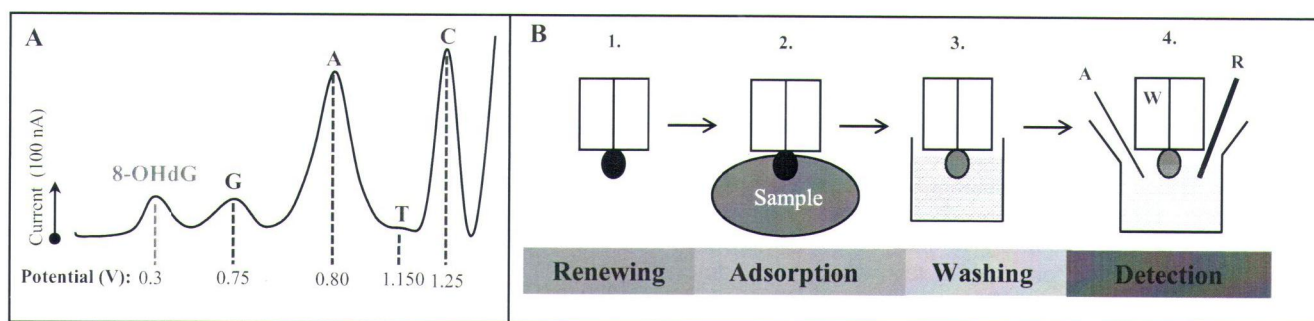 A
Current (100 nA)
8-OHdG
G
A
T
C
Potential (V): 0.3 0.75 0.80 1.150 1.25
B
1. 2. 3. 4.
A
W
R
Sample
Renewing Adsorption Washing Detection